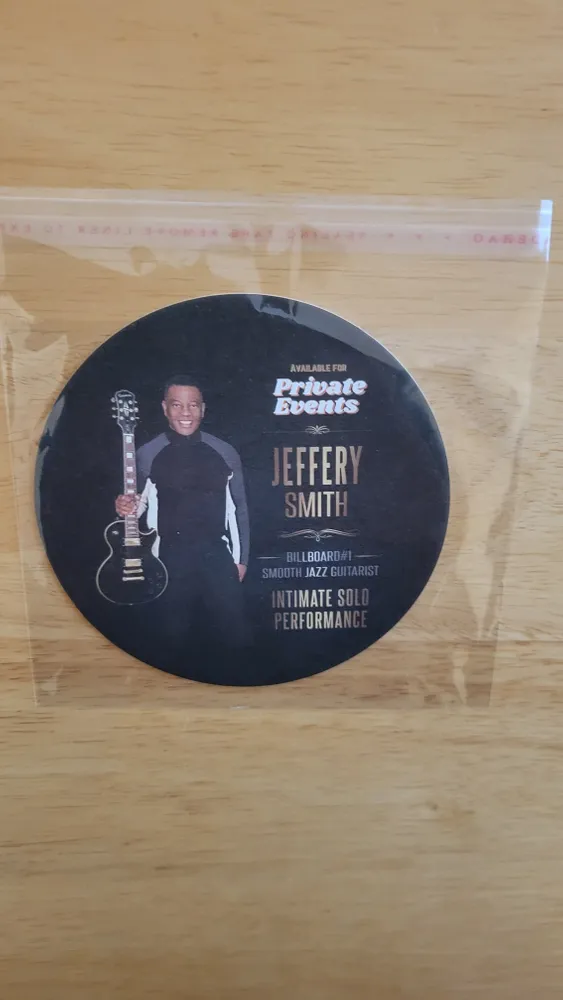 AVAILABLE FOR
Private
Events
JEFFERY
SMITH
BILLBOARD#1
SMOOTH JAZZ GUITARIST
INTIMATE SOLO
PERFORMANCE